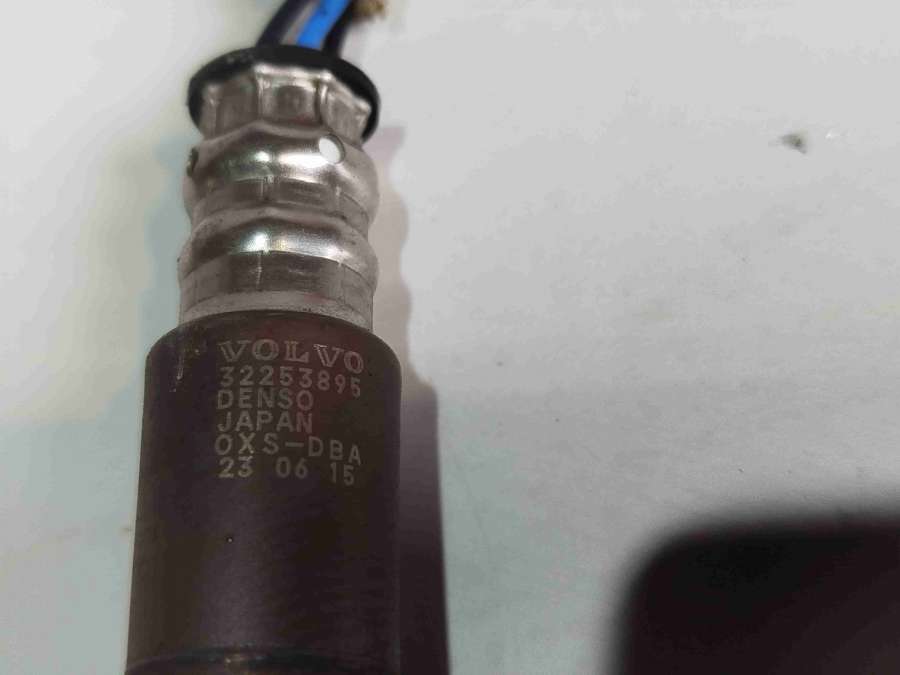 VOLVO
32253895
DENSO
JAPAN
OXS-DBA
23 06 15